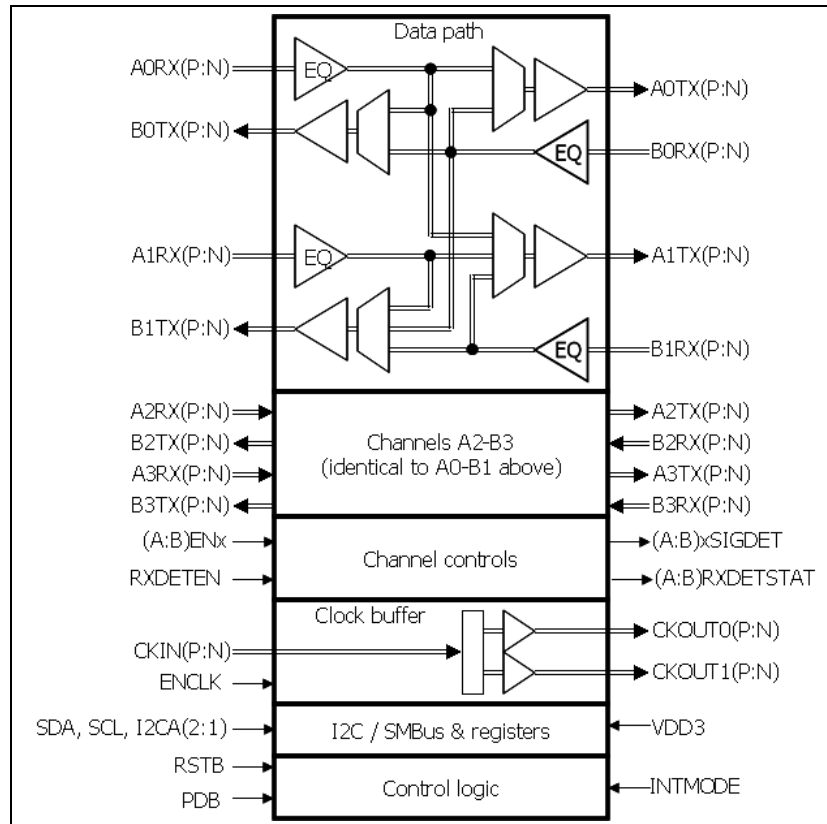 Data path
A0RX(P:N)
EQ
A0TX(P:N)
B0TX(P:N)
EQ
B0RX(P:N)
A1RX(P:N)
EQ
A1TX(P:N)
B1TX(P:N)
EQ
B1RX(P:N)
A2RX(P:N)
A2TX(P:N)
B2TX(P:N)
Channels A2-B3
B2RX(P:N)
A3RX(P:N)
(identical to A0-B1 above)
A3TX(P:N)
B3TX(P:N)
B3RX(P:N)
(A:B)ENx
Channel controls
(A:B)xSIGDET
RXDETEN
(A:B)RXDETSTAT
Clock buffer
CKOUT0(P:N)
CKIN(P:N)
CKOUT1(P:N)
ENCLK
SDA, SCL, I2CA(2:1)
I2C / SMBus & registers
VDD3
RSTB
Control logic
INTMODE
PDB